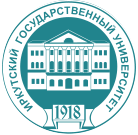 ИРКУТСКИЙ ГОСУДАРСТВЕННЫЙ УНИВЕРСИТЕТ
1918